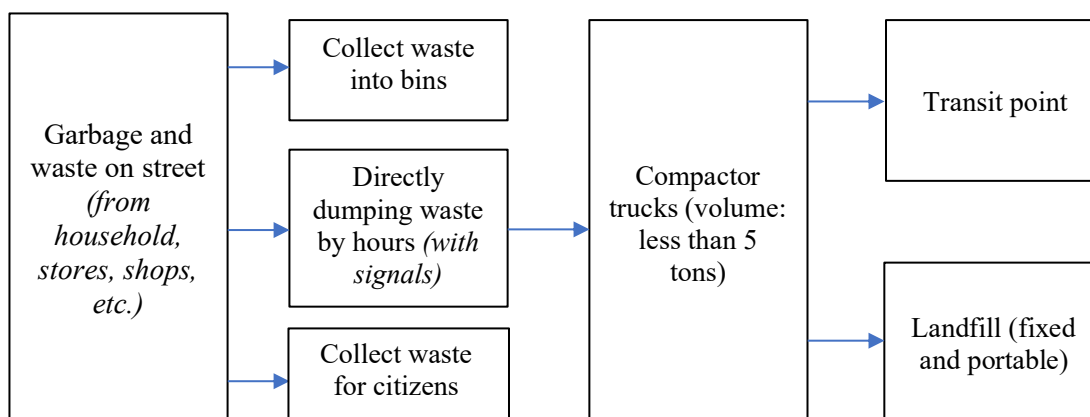 Garbage and
waste on street
(from
household,
stores, shops,
etc.)
Collect waste
into bins
Directly
dumping waste
by hours (with
signals)
Collect waste
for citizens
Compactor
trucks (volume:
less than 5
tons)
Transit point
Landfill (fixed
and portable)